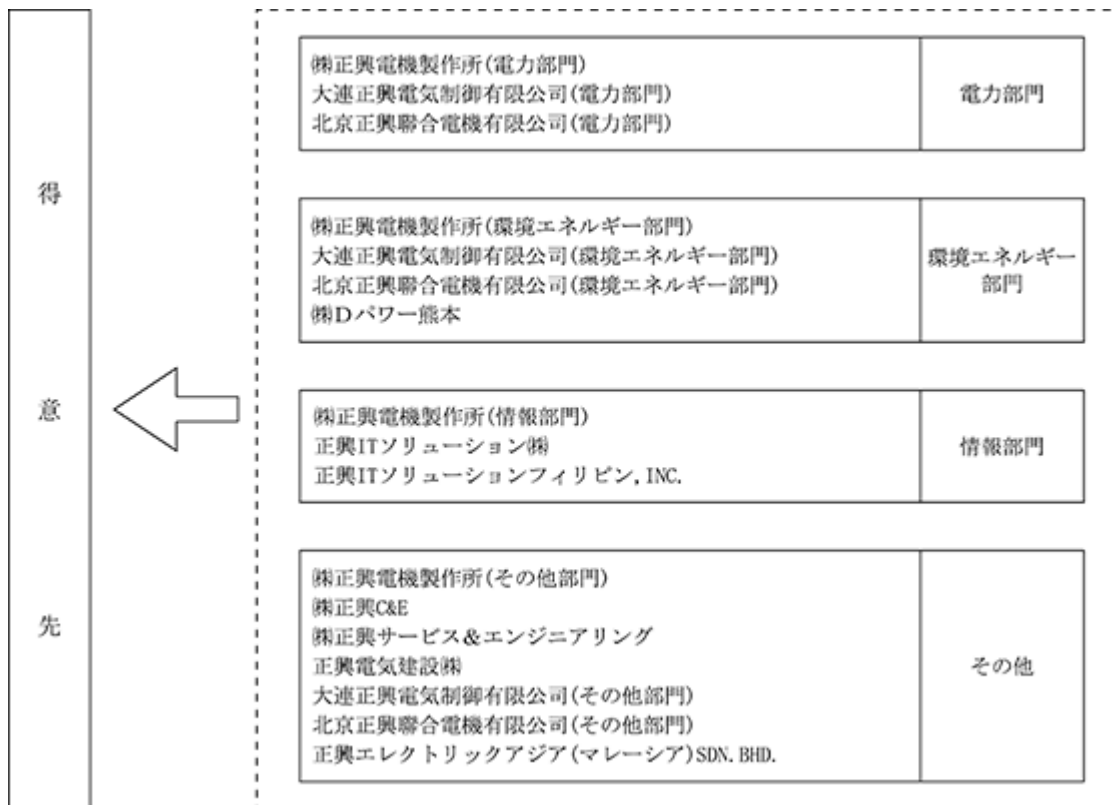 得意先
㈱正興電機製作所(電力部門)
大連正興電気制御有限公司(電力部門)
北京正興聯合電機有限公司(電力部門)
電力部門
㈱正興電機製作所(環境エネルギー部門)
大連正興電気制御有限公司(環境エネルギー部門)
北京正興聯合電機有限公司(環境エネルギー部門)
㈱Dパワー熊本
環境エネルギー
部門
㈱正興電機製作所(情報部門)
正興ITソリューション㈱
正興ITソリューションフィリピン,INC.
情報部門
㈱正興電機製作所(その他部門)
㈱正興C&E
㈱正興サービス&エンジニアリング
正興電気建設㈱
大連正興電気制御有限公司(その他部門)
北京正興聯合電機有限公司(その他部門)
正興エレクトリックアジア(マレーシア)SDN.BHD.
その他